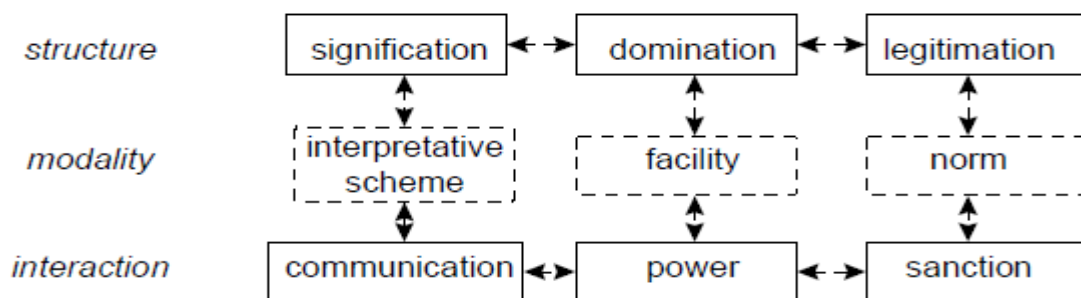 structure signification domination legitimation
modality interpretative scheme facility norm
interaction communication power sanction